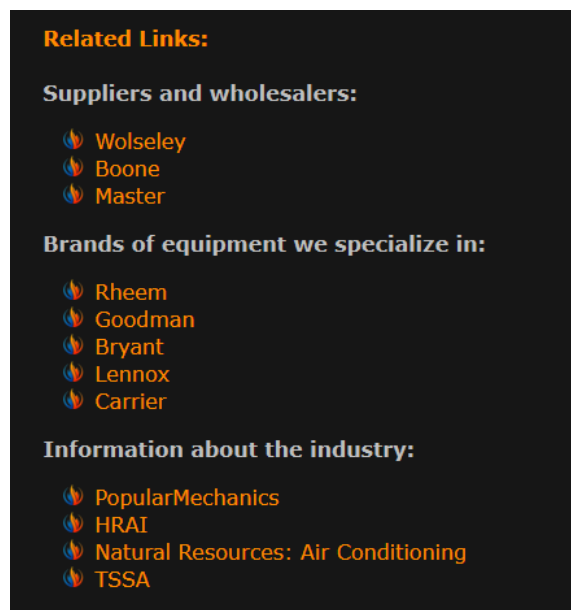 Related Links:
Suppliers and wholesalers:
Wolseley
Boone
Master
Brands of equipment we specialize in:
Rheem
Goodman
Bryant
Lennox
Carrier
Information about the industry:
PopularMechanics
HRAI
Natural Resources: Air Conditioning
TSSA